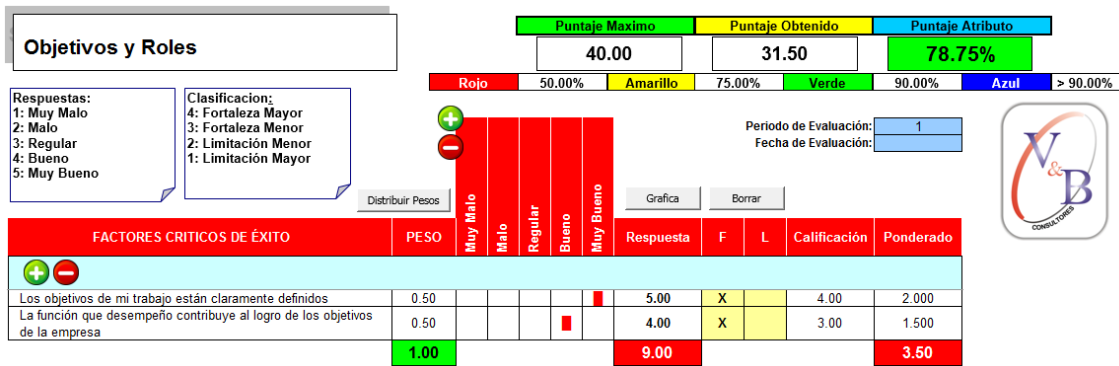 Objetivos y Roles
Puntaje Maximo Puntaje Obtenido Puntaje Atributo
40.00 31.50 78.75%
Rojo 50.00% Amarillo 75.00% Verde 90.00% Azul > 90.00%
Respuestas:
1: Muy Malo
2: Malo
3: Regular
4: Bueno
5: Muy Bueno
Clasificacion:
4: Fortaleza Mayor
3: Fortaleza Menor
2: Limitación Menor
1: Limitación Mayor
Periodo de Evaluación: 1
Fecha de Evaluación:
V&B
CONSULTORES
Distribuir Pesos
Grafica
Borrar
FACTORES CRITICOS DE ÉXITO PESO Muy Malo Malo Regular Bueno Muy Bueno Respuesta F L Calificación Ponderado
Los objetivos de mi trabajo están claramente definidos 0.50 5.00 X 4.00 2.000
La función que desempeño contribuye al logro de los objetivos
de la empresa 0.50 4.00 X 3.00 1.500
1.00 9.00 3.50